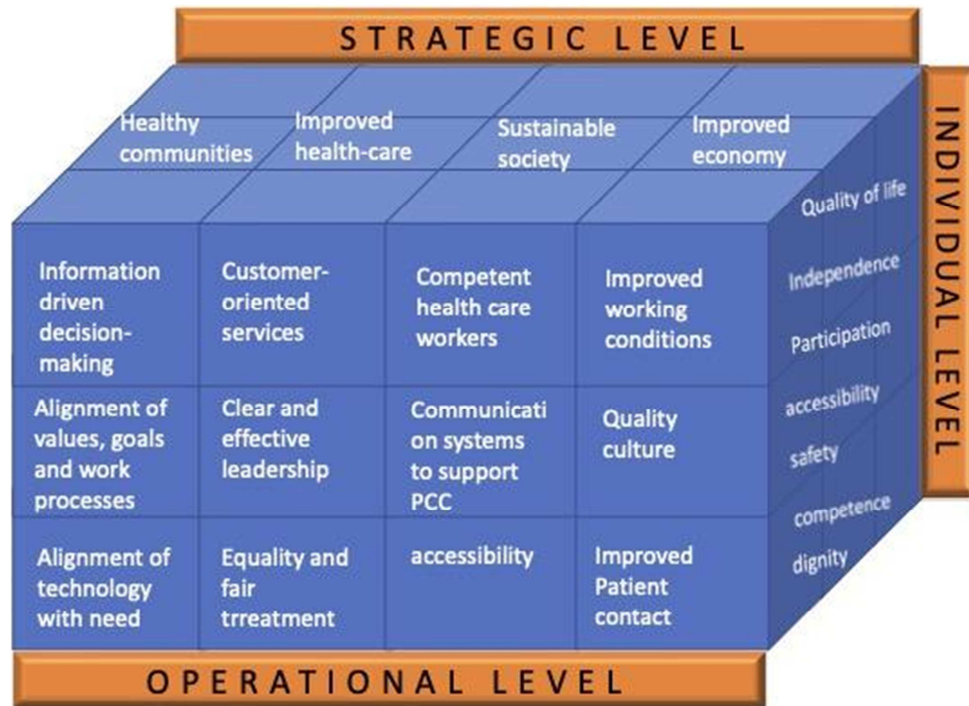 STRATEGIC LEVEL
Healthy
communities
Improved
health-care
Sustainable
society
Improved
economy
INDIVIDUAL LEVEL
Quality of life
Independence
Participation
accessibility
safety
competence
dignity
Information
driven
decision-
making
Customer-
oriented
services
Competent
health care
workers
Improved
working
conditions
Alignment of
values, goals
and work
processes
Clear and
effective
leadership
Communicati
on systems
to support
PCC
Quality
culture
Alignment of
technology
with need
Equality and
fair
trreatment
accessibility
Improved
Patient
contact
OPERATIONAL LEVEL